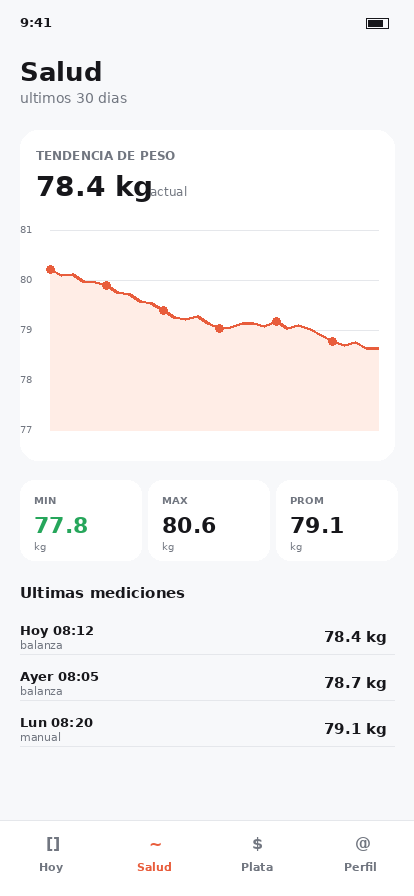 9:41
Salud
ultimos 30 dias
TENDENCIA DE PESO
78.4 kg actual
81
80
79
78
77
MIN
77.8
kg
MAX
80.6
kg
PROM
79.1
kg
Ultimas mediciones
Hoy 08:12
balanza
78.4 kg
Ayer 08:05
balanza
78.7 kg
Lun 08:20
manual
79.1 kg
[] ~ $ @
Hoy Salud Plata Perfil